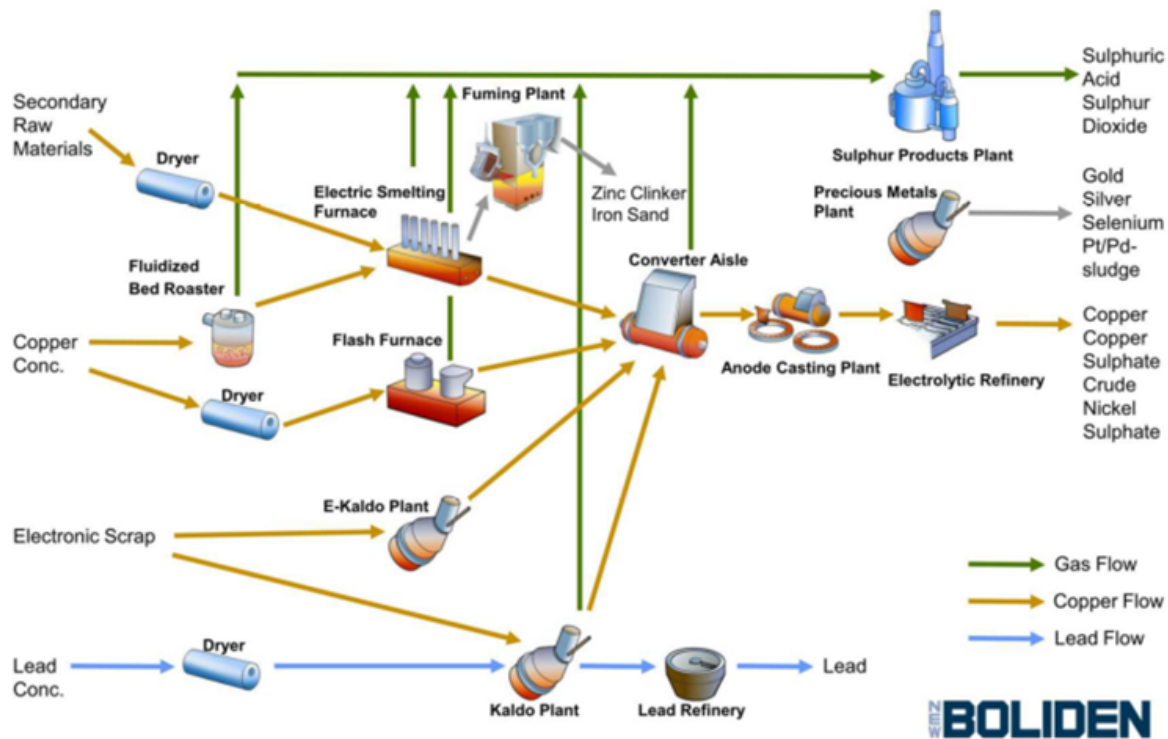 Secondary
Raw
Materials
Dryer
Fuming Plant
Electric Smelting
Furnace
Zinc Clinker
Iron Sand
Sulphur Products Plant
Sulphuric
Acid
Sulphur
Dioxide
Precious Metals
Plant
Gold
Silver
Selenium
Pt/Pd-
sludge
Fluidized
Bed Roaster
Converter Aisle
Copper
Conc.
Flash Furnace
Dryer
Anode Casting Plant
Electrolytic Refinery
Copper
Copper
Sulphate
Crude
Nickel
Sulphate
E-Kaldo Plant
Electronic Scrap
Gas Flow
Copper Flow
Lead Flow
Lead
Conc.
Dryer
Kaldo Plant
Lead Refinery
Lead
NEW BOLIDEN